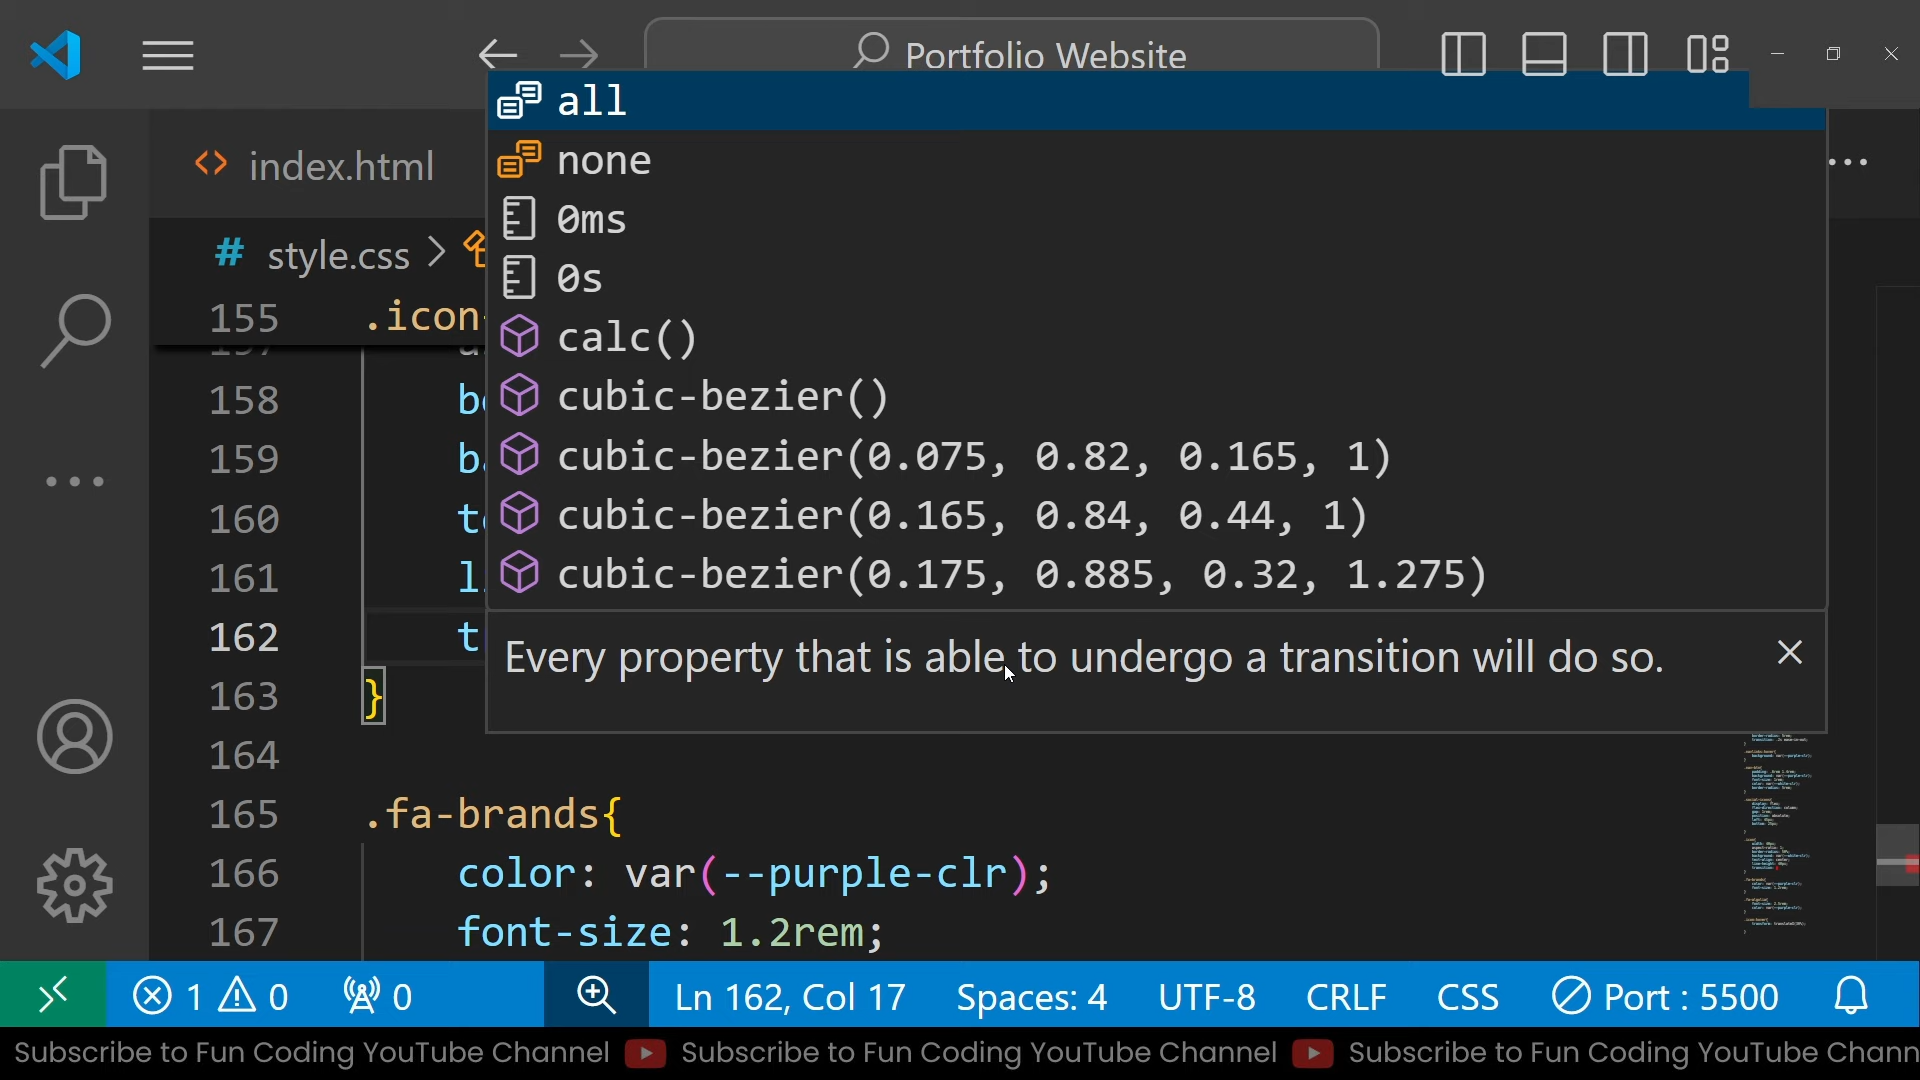 Portfolio Website
all
none
index.html
0ms
style.css >
0s
155 .icon
calc()
158
cubic-bezier()
159
cubic-bezier(0.075, 0.82, 0.165, 1)
160
cubic-bezier(0.165, 0.84, 0.44, 1)
161
cubic-bezier(0.175, 0.885, 0.32, 1.275)
162 t
Every property that is able to undergo a transition will do so.
163 }
164
165 .fa-brands{
166 color: var(--purple-clr);
167 font-size: 1.2rem;
1 0 0 Ln 162, Col 17 Spaces: 4 UTF-8 CRLF CSS Port : 5500
Subscribe to Fun Coding YouTube Channel Subscribe to Fun Coding YouTube Channel Subscribe to Fun Coding YouTube Chann